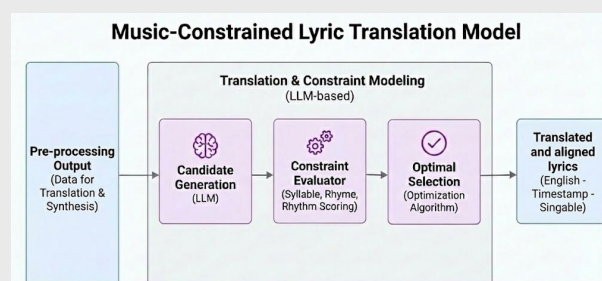 Music-Constrained Lyric Translation Model
Translation & Constraint Modeling
(LLM-based)
Pre-processing
Output
(Data for
Translation &
Synthesis)
Candidate
Generation
(LLM)
Constraint
Evaluator
(Syllable, Rhyme,
Rhythm Scoring)
Optimal
Selection
(Optimization
Algorithm)
Translated
and aligned
lyrics
(English -
Timestamp -
Singable)